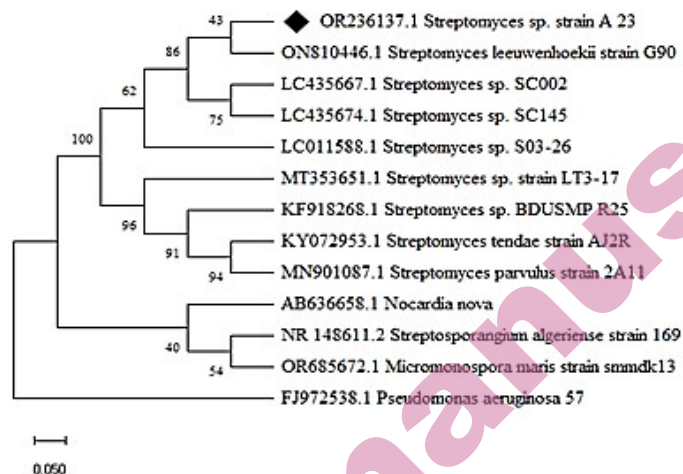 43
OR236137.1 Streptomyces sp. strain A 23
86
ON810446.1 Streptomyces leeuwenhoekii strain G90
62
LC435667.1 Streptomyces sp. SC002
75
LC435674.1 Streptomyces sp. SC145
100
LC011588.1 Streptomyces sp. S03-26
MT353651.1 Streptomyces sp. strain LT3-17
96
KF918268.1 Streptomyces sp. BDUSMP R25
91
KY072953.1 Streptomyces tendae strain AJ2R
94
MN901087.1 Streptomyces parvulus strain 2A11
AB636658.1 Nocardia nova
40
NR 148611.2 Streptosporangium algeriense strain 169
54
OR685672.1 Micromonospora maris strain smmdk13
FJ972538.1 Pseudomonas aeruginosa 57
0.050
manus